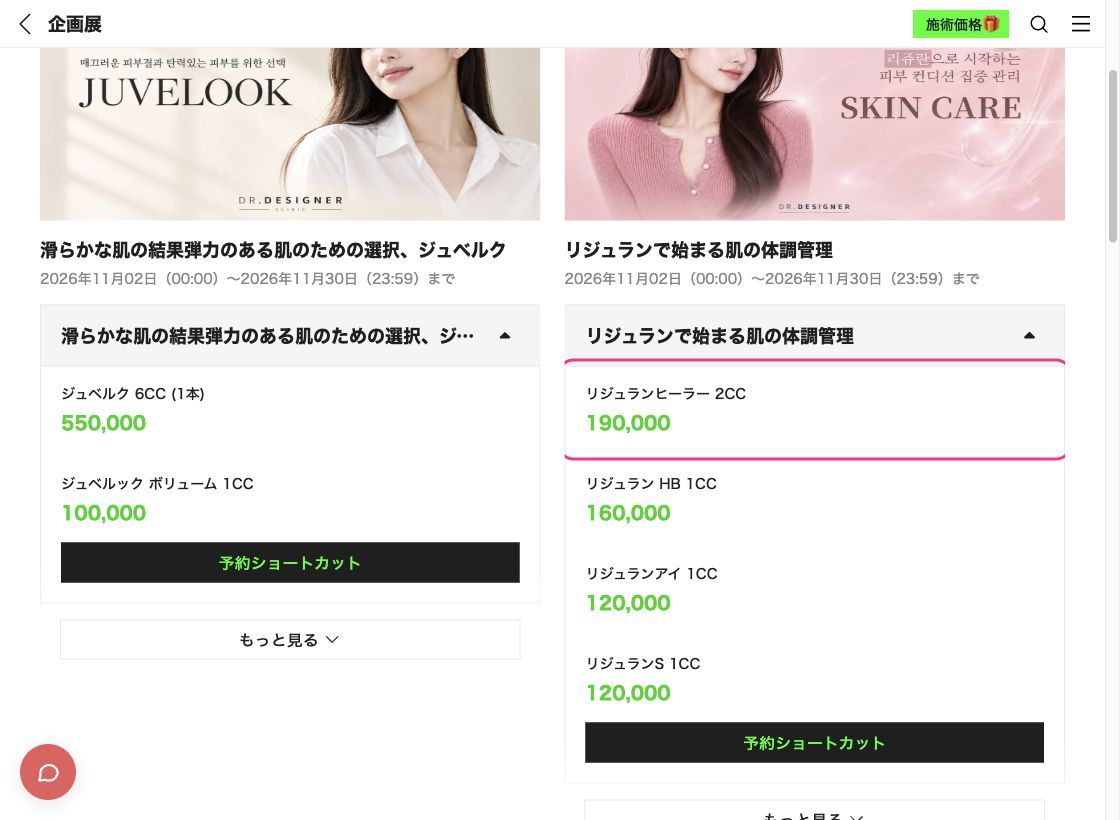 企画展
施術価格🎁
매끄러운 피부결과 탄력있는 피부를 위한 선택
JUVELOOK
DR.DESIGNER
CLINIC
滑らかな肌の結果弾力のある肌のための選択、ジュベルク
2026年11月02日（00:00）〜2026年11月30日（23:59）まで
滑らかな肌の結果弾力のある肌のための選択、ジ…
ジュベルク 6CC (1本)
550,000
ジュベルック ボリューム 1CC
100,000
予約ショートカット
もっと見る
리쥬란으로 시작하는
피부 컨디션 집중 관리
SKIN CARE
DR.DESIGNER
リジュランで始まる肌の体調管理
2026年11月02日（00:00）〜2026年11月30日（23:59）まで
リジュランで始まる肌の体調管理
リジュランヒーラー 2CC
190,000
リジュラン HB 1CC
160,000
リジュランアイ 1CC
120,000
リジュランS 1CC
120,000
予約ショートカット
もっと見る